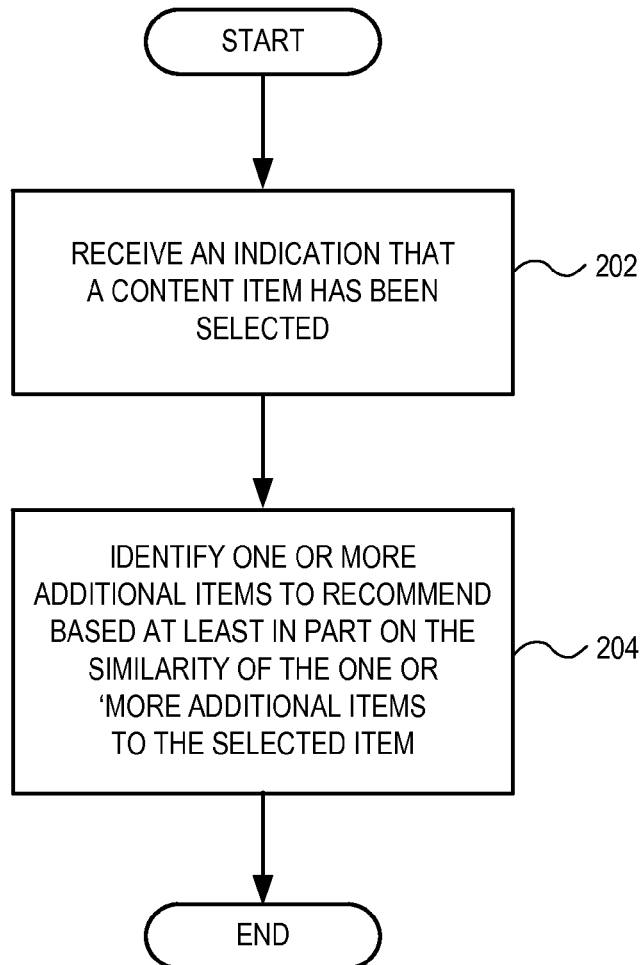 START
RECEIVE AN INDICATION THAT
A CONTENT ITEM HAS BEEN
SELECTED
202
IDENTIFY ONE OR MORE
ADDITIONAL ITEMS TO RECOMMEND
BASED AT LEAST IN PART ON THE
SIMILARITY OF THE ONE OR
‘MORE ADDITIONAL ITEMS
TO THE SELECTED ITEM
204
END